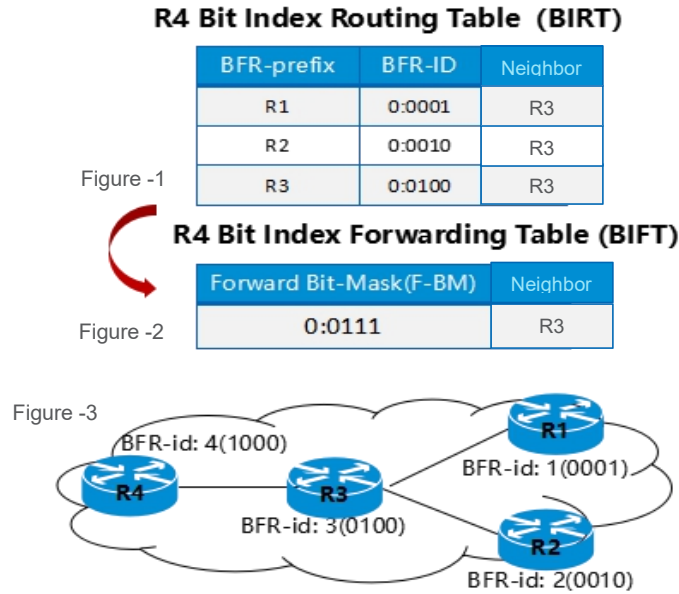 R4 Bit Index Routing Table (BIRT)
BFR-prefix BFR-ID Neighbor
R1 0:0001 R3
R2 0:0010 R3
R3 0:0100 R3
Figure -1
R4 Bit Index Forwarding Table (BIFT)
Forward Bit-Mask(F-BM) Neighbor
0:0111 R3
Figure -2
Figure -3
BFR-id: 4(1000)
R4
R3
BFR-id: 3(0100)
R1
BFR-id: 1(0001)
R2
BFR-id: 2(0010)